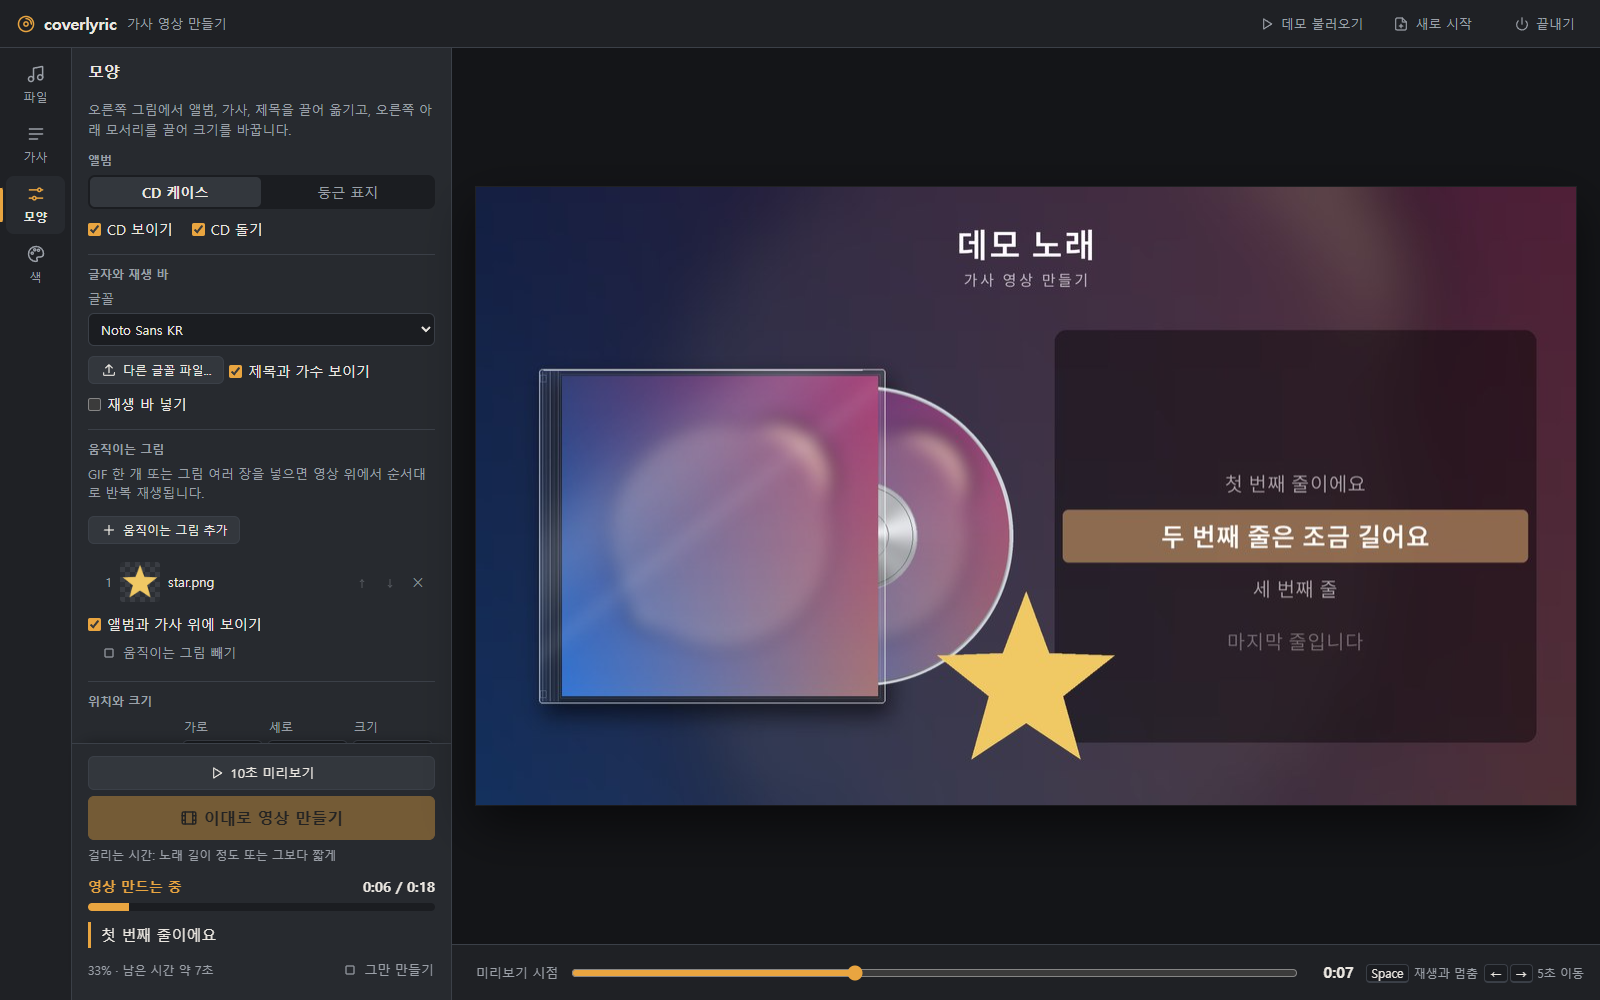 coverlyric 가사 영상 만들기
데모 불러오기
새로 시작
끝내기
파일
가사
모양
색
모양
오른쪽 그림에서 앨범, 가사, 제목을 끌어 옮기고, 오른쪽 아
래 모서리를 끌어 크기를 바꿉니다.
앨범
CD 케이스
둥근 표지
CD 보이기
CD 돌기
글자와 재생 바
글꼴
Noto Sans KR
다른 글꼴 파일...
제목과 가수 보이기
재생 바 넣기
움직이는 그림
GIF 한 개 또는 그림 여러 장을 넣으면 영상 위에서 순서대
로 반복 재생됩니다.
움직이는 그림 추가
1 star.png
앨범과 가사 위에 보이기
움직이는 그림 빼기
위치와 크기
가로 세로 크기
10초 미리보기
이대로 영상 만들기
걸리는 시간: 노래 길이 정도 또는 그보다 짧게
영상 만드는 중 0:06 / 0:18
첫 번째 줄이에요
33% · 남은 시간 약 7초
그만 만들기
데모 노래
가사 영상 만들기
첫 번째 줄이에요
두 번째 줄은 조금 길어요
세 번째 줄
마지막 줄입니다
미리보기 시점
0:07
Space 재생과 멈춤 ← → 5초 이동